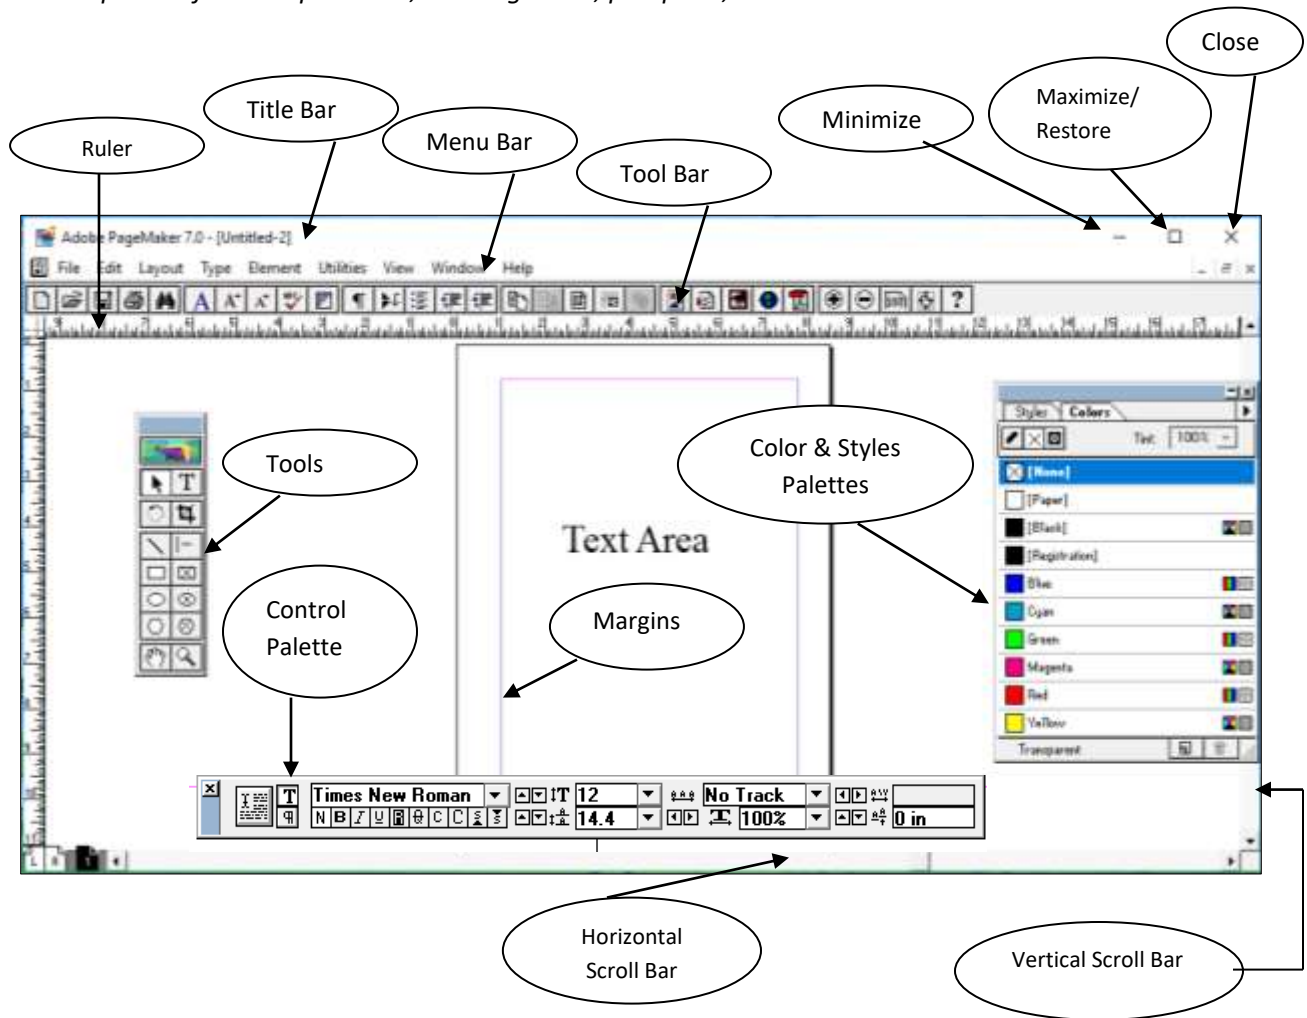 Close
Maximize/
Restore
Minimize
Title Bar
Menu Bar
Ruler
Tool Bar
Adobe PageMaker 7.0 - [Untitled-2]
File Edit Layout Type Element Utilities View Window Help
Styles Colors
Tint: 100%
[None]
[Paper]
[Black]
[Registration]
Blue
Cyan
Green
Magenta
Red
Yellow
Transparent
Tools
Color & Styles
Palettes
Text Area
Control
Palette
Margins
Times New Roman 12 No Track
N B I U 14.4 100% 0 in
Horizontal
Scroll Bar
Vertical Scroll Bar